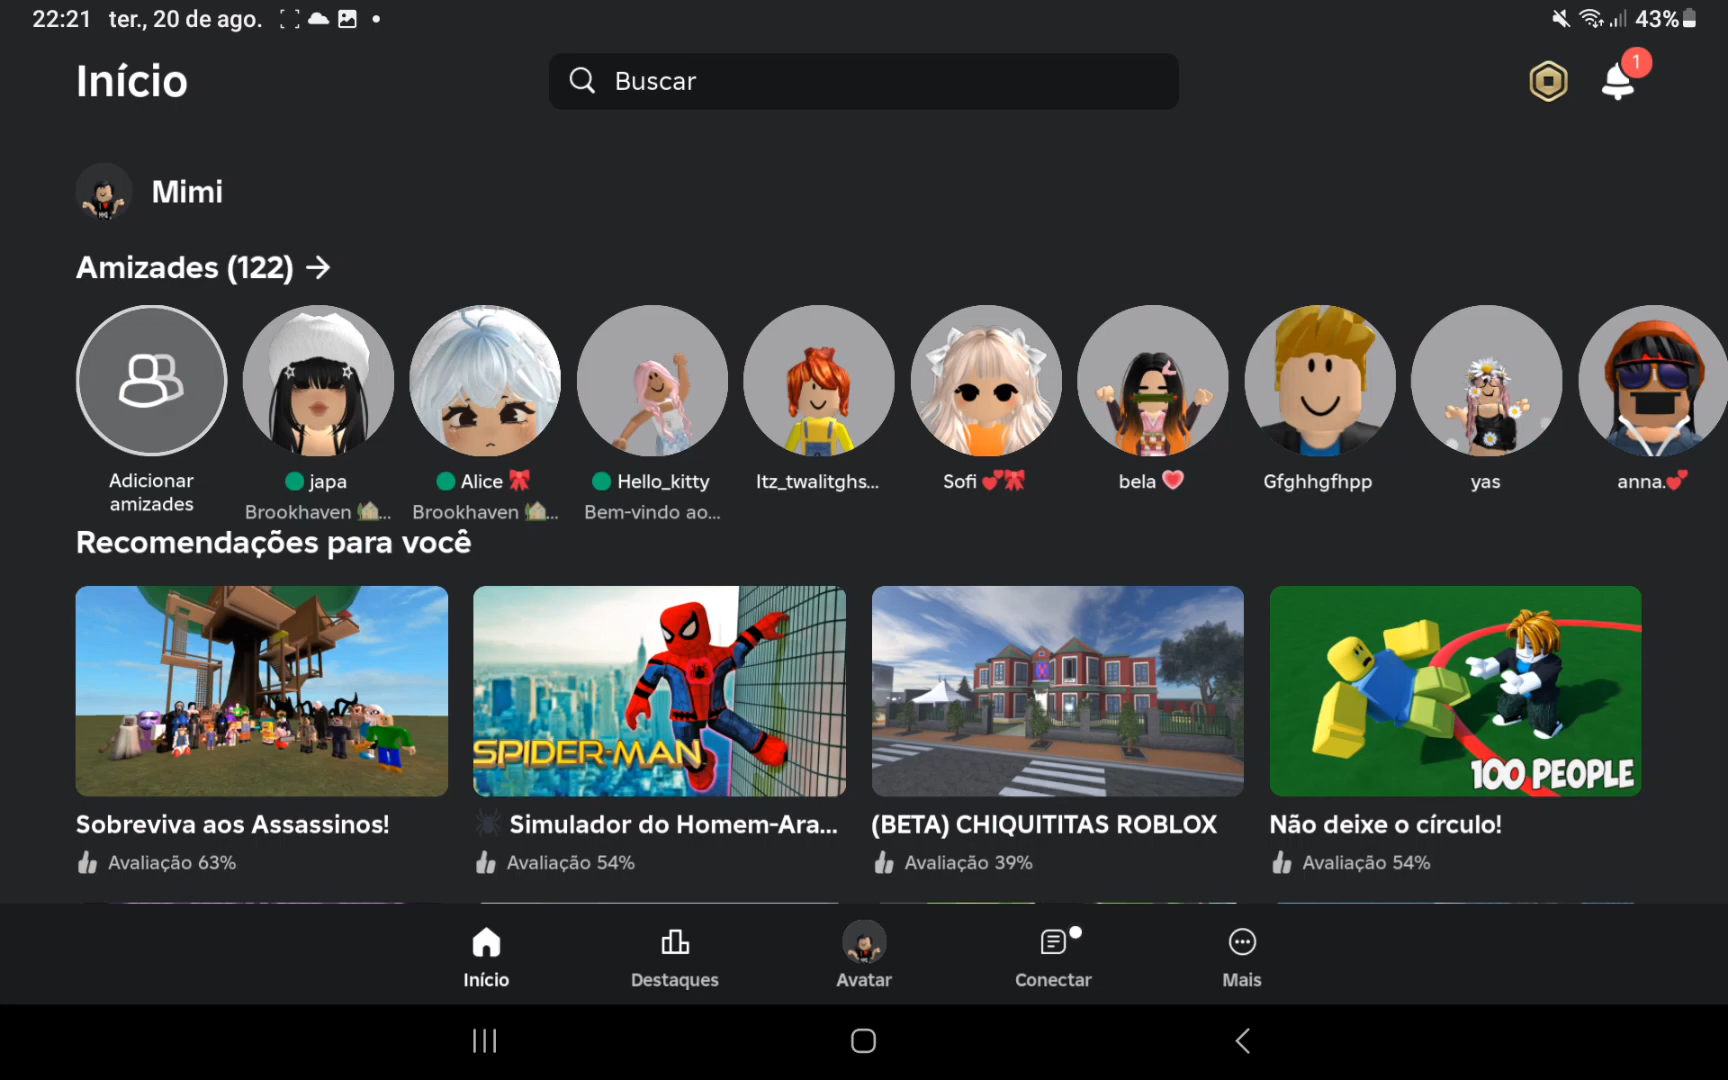 22:21 ter., 20 de ago.
43%
Início
Buscar
1
Mimi
Amizades (122)
Adicionar amizades
japa
Brookhaven 🏡...
Alice 🎀
Brookhaven 🏡...
Hello_kitty
Bem-vindo ao...
Itz_twalitghs...
Sofi 💕🎀
bela 💗
Gfghhgfhpp
yas
anna.💕
Recomendações para você
SPIDER-MAN
100 PEOPLE
Sobreviva aos Assassinos!
Avaliação 63%
🕷 Simulador do Homem-Ara...
Avaliação 54%
(BETA) CHIQUITITAS ROBLOX
Avaliação 39%
Não deixe o círculo!
Avaliação 54%
Início
Destaques
Avatar
Conectar
Mais